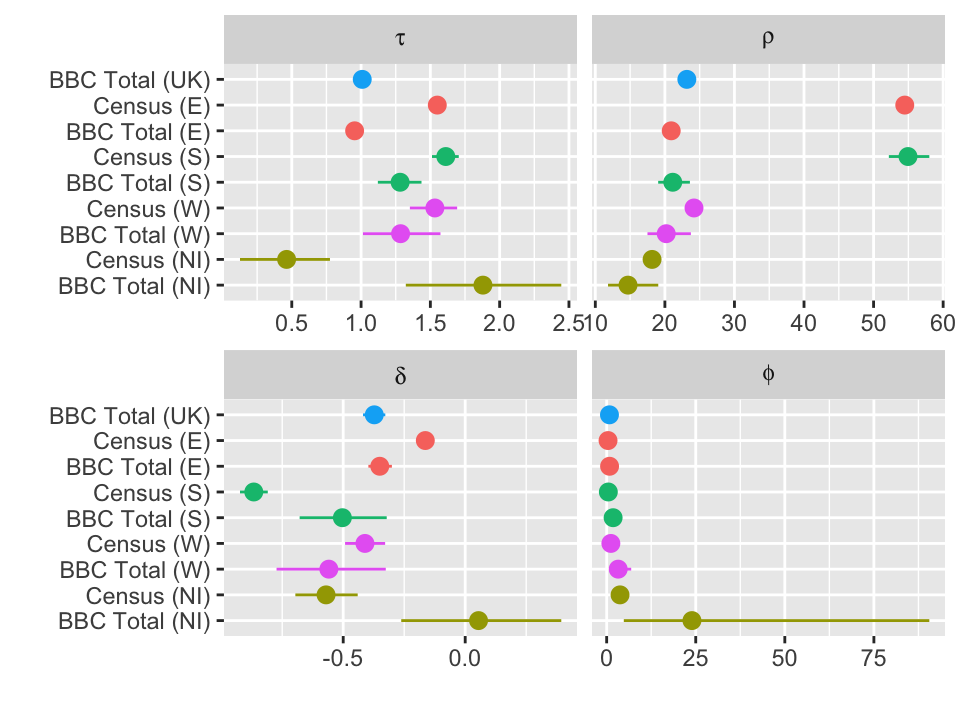 τ ρ
BBC Total (UK)
Census (E)
BBC Total (E)
Census (S)
BBC Total (S)
Census (W)
BBC Total (W)
Census (NI)
BBC Total (NI)
0.5 1.0 1.5 2.0 2.5 10 20 30 40 50 60
δ ϕ
BBC Total (UK)
Census (E)
BBC Total (E)
Census (S)
BBC Total (S)
Census (W)
BBC Total (W)
Census (NI)
BBC Total (NI)
-0.5 0.0 0 25 50 75